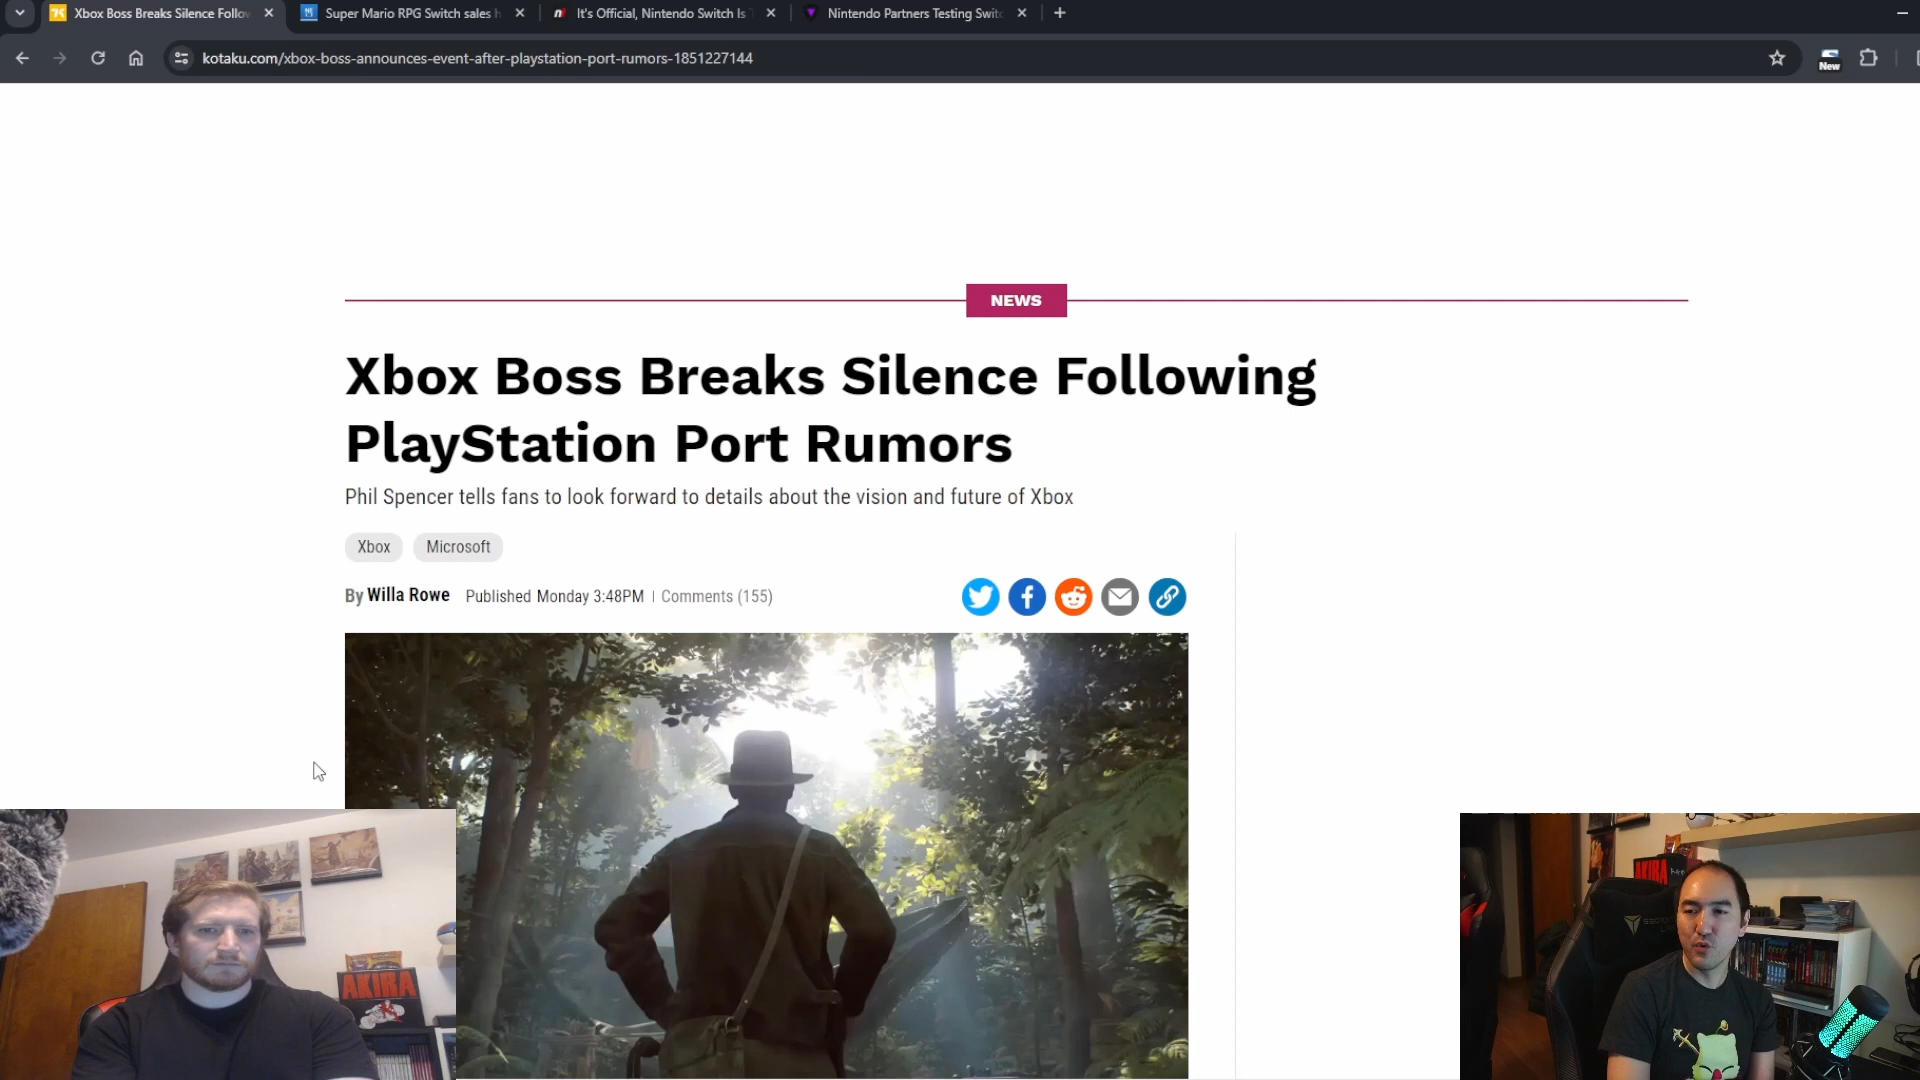 Xbox Boss Breaks Silence Follow
Super Mario RPG Switch sales h
It's Official, Nintendo Switch Is
Nintendo Partners Testing Swit
kotaku.com/xbox-boss-announces-event-after-playstation-port-rumors-1851227144
New
NEWS
Xbox Boss Breaks Silence Following
PlayStation Port Rumors
Phil Spencer tells fans to look forward to details about the vision and future of Xbox
Xbox
Microsoft
By Willa Rowe Published Monday 3:48PM | Comments (155)
AKIRA
AKIRA